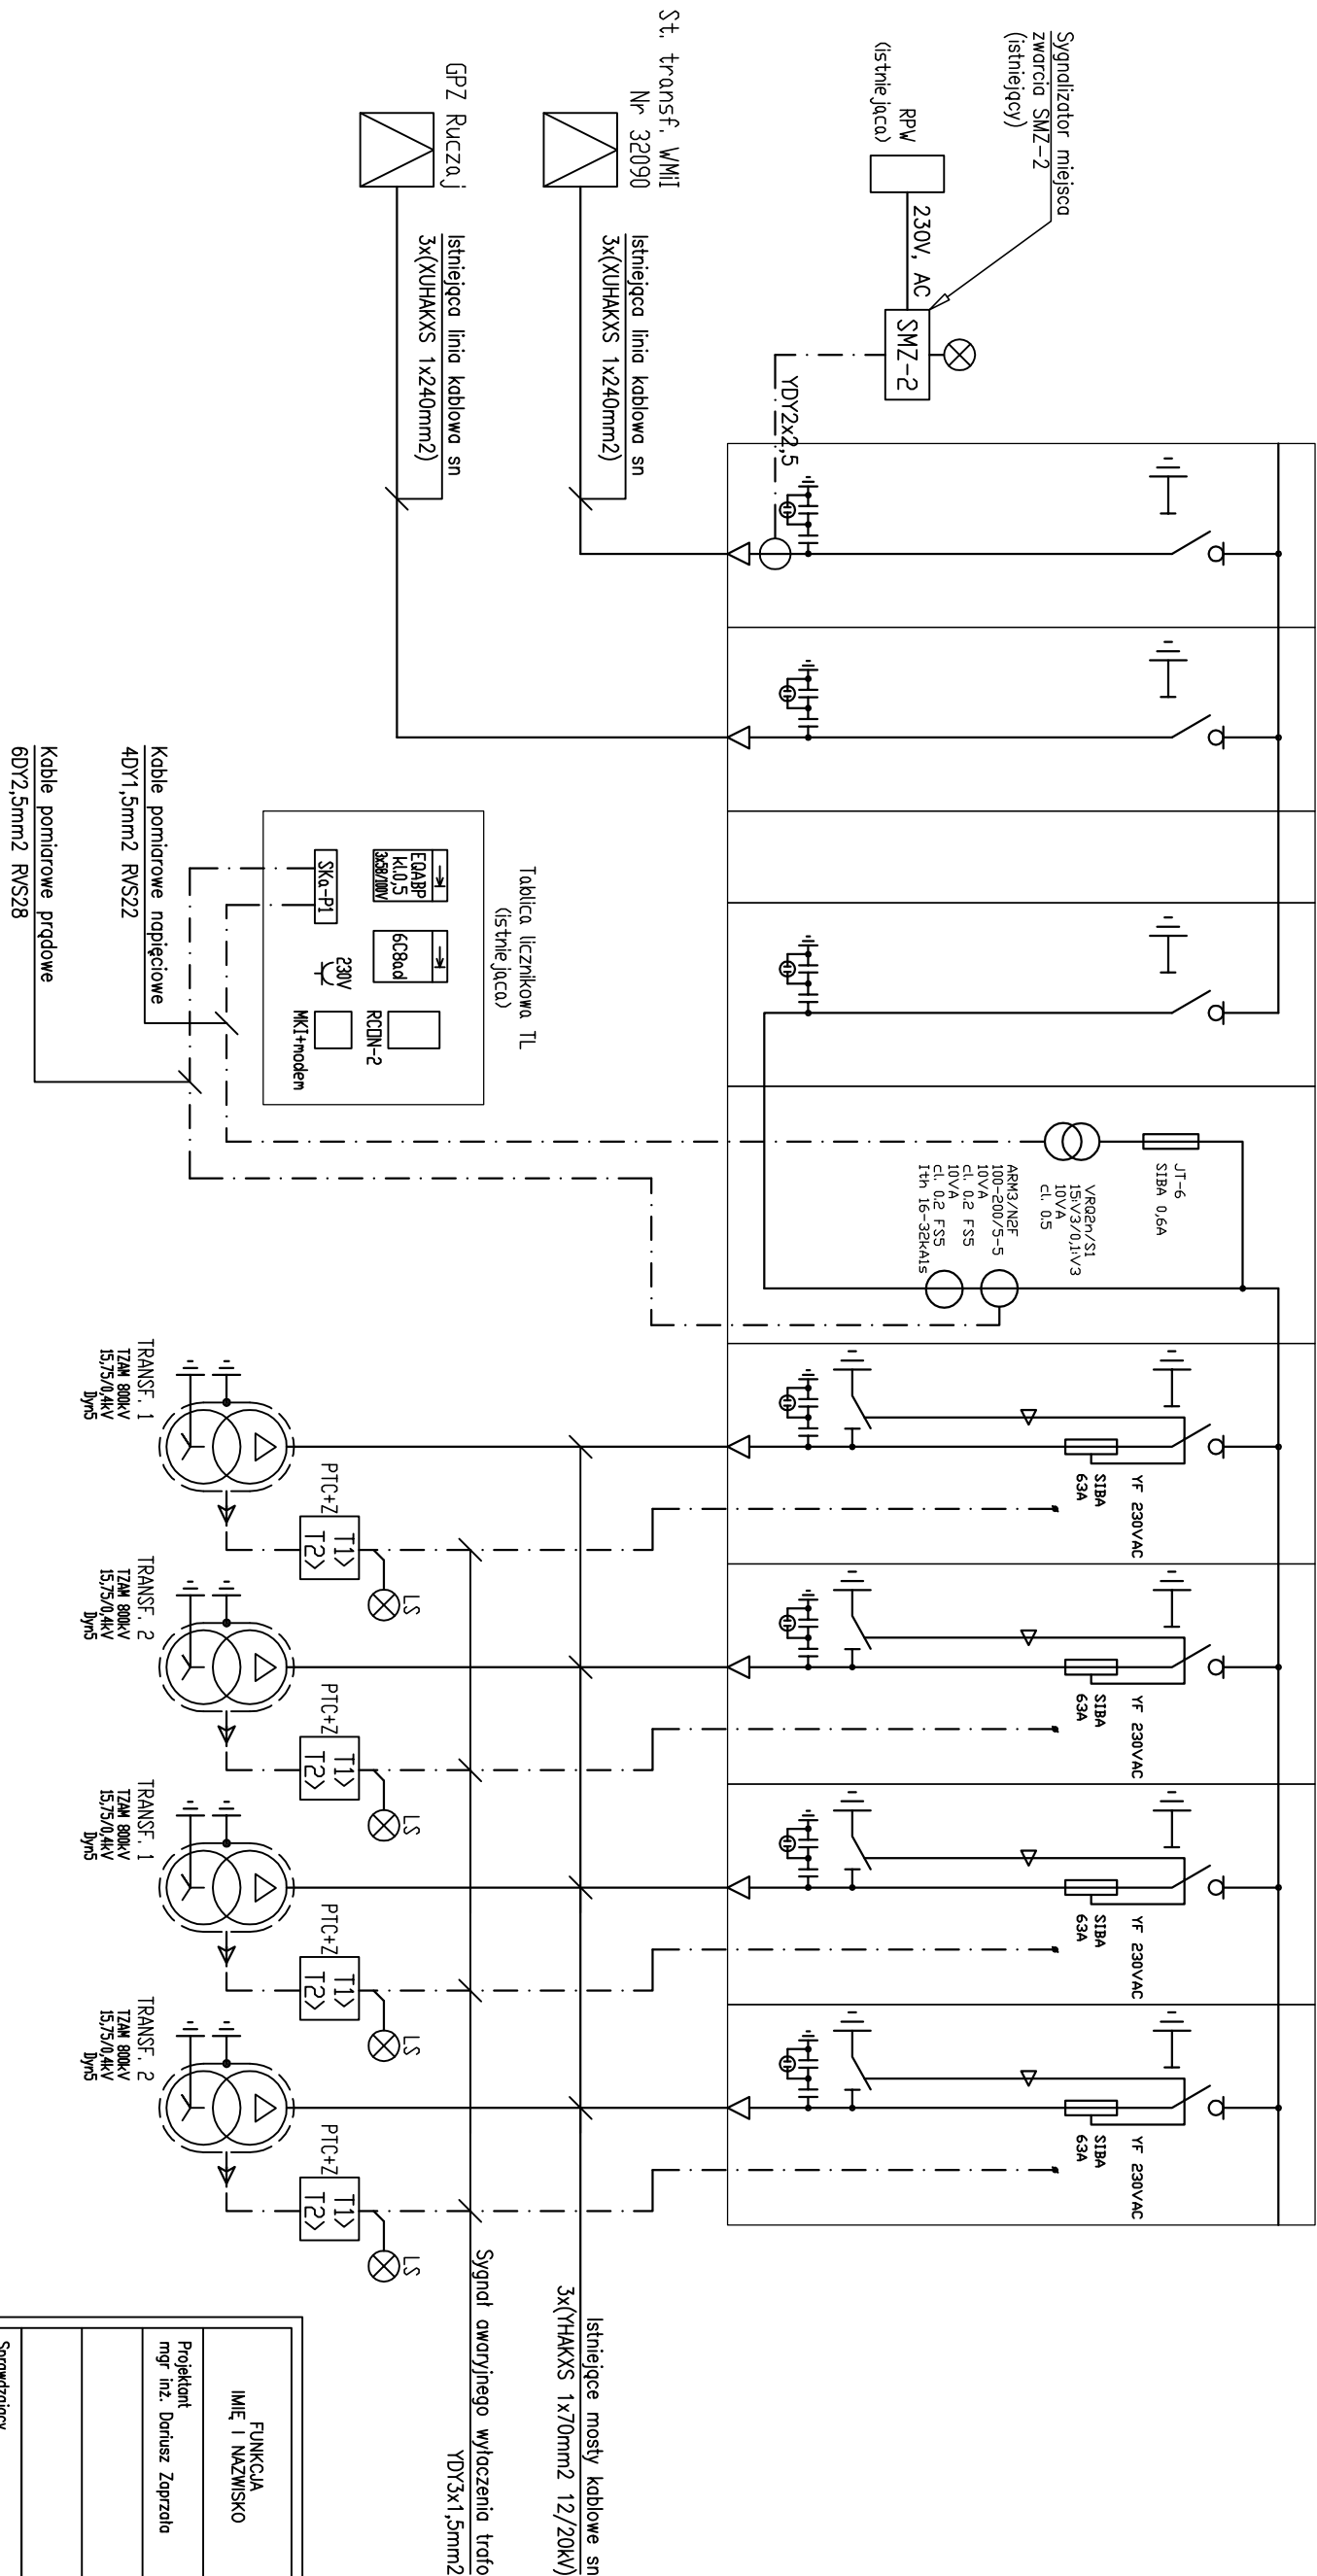 Sygnalizator miejsca
zwarcia SMZ-2
(istniejący)
RPW
(istniejąca)
230V, AC
SMZ-2
YDY2x2,5
St. transf. WMiI
Nr 32090
Istniejąca linia kablowa sn
3x(XUHAKXS 1x240mm2)
GPZ Ruczaj
Istniejąca linia kablowa sn
3x(XUHAKXS 1x240mm2)
Tablica licznikowa TL
(istniejąca)
EQABP
kl.0,5
3x58/100V
6C8ad
RCON-2
SKa-P1
230V
MKI+modem
Kable pomiarowe napięciowe
4DY1,5mm2 RVS22
Kable pomiarowe prądowe
6DY2,5mm2 RVS28
JT-6
SIBA 0,6A
VRQ2n/S1
15:√3/0,1:√3
10VA
cl. 0.5
ARM3/N2F
100-200/5-5
10VA
cl. 0.2 FS5
10VA
cl. 0.2 FS5
Ith 16-32kA1s
YF 230VAC
SIBA
63A
YF 230VAC
SIBA
63A
YF 230VAC
SIBA
63A
YF 230VAC
SIBA
63A
LS
PTC+Z
T1>
T2>
TRANSF. 1
TZAM 800kV
15,75/0,4kV
Dyn5
LS
PTC+Z
T1>
T2>
TRANSF. 2
TZAM 800kV
15,75/0,4kV
Dyn5
LS
PTC+Z
T1>
T2>
TRANSF. 1
TZAM 800kV
15,75/0,4kV
Dyn5
LS
PTC+Z
T1>
T2>
TRANSF. 2
TZAM 800kV
15,75/0,4kV
Dyn5
Istniejące mosty kablowe sn
3x(YHAKXS 1x70mm2 12/20kV)
Sygnał awaryjnego wyłaczenia trafo
YDY3x1,5mm2
FUNKCJA
IMIĘ I NAZWISKO
Projektant
mgr inż. Dariusz Zaprzała
Sprawdzający